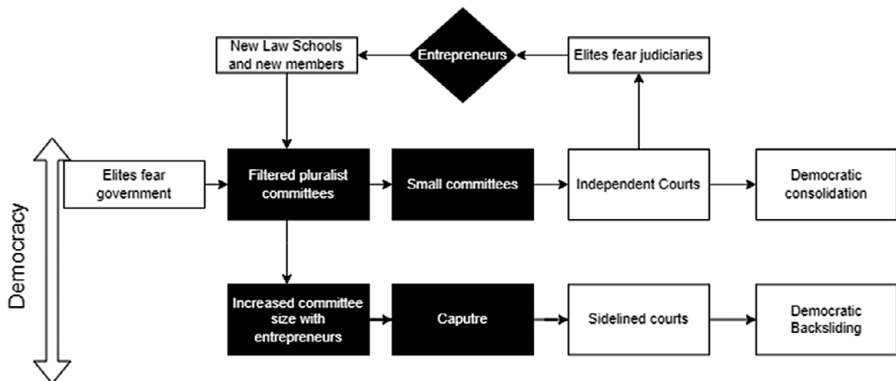 New Law Schools
and new members
Entrepreneurs
Elites fear judiciaries
Democracy
Elites fear
government
Filtered pluralist
committees
Small committees
Independent Courts
Democratic
consolidation
Increased committee
size with
entrepreneurs
Caputre
Sidelined courts
Democratic
Backsliding